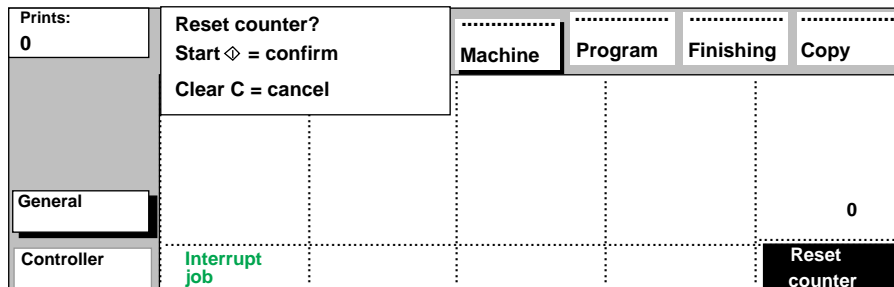 Prints:
0
Reset counter?
Start = confirm
Clear C = cancel
Machine
Program
Finishing
Copy
General
0
Controller
Interrupt
job
Reset
counter